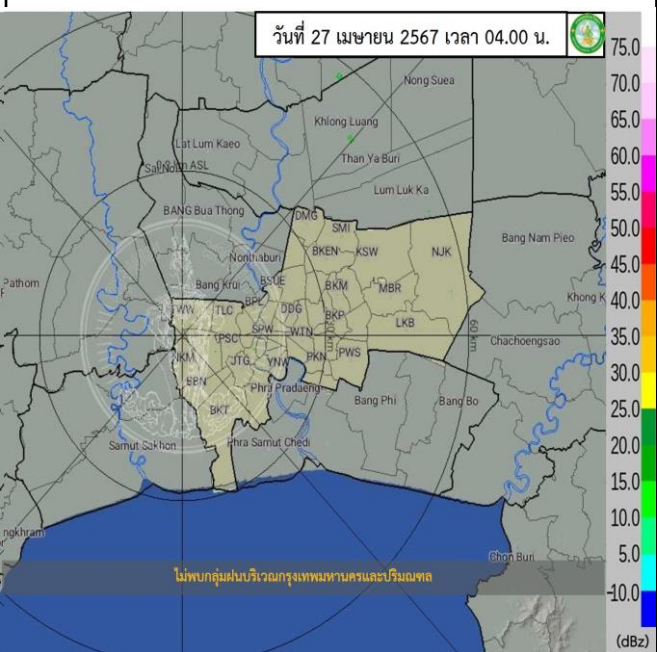 วันที่ 27 เมษายน 2567 เวลา 04.00 น.
75.0
Nong Suea
70.0
Khlong Luang
65.0
Lat Lum Kaeo
Than Ya Buri
60.0
Lum Luk Ka
55.0
BANG Bua Thong
DMG
50.0
SMI
Bang Nam Pieo
BKEN
KSW
NJK
Nonthaburi
45.0
Pathom
Bang Krui
BSUE
BKM
MBR
Khong K
40.0
BPL
TWW
TLC
DDG
BKP
LKB
35.0
SPW
WTN
60 km
PSC
Chachoengsao
NKM
JTG
YNW
PKN
PWS
30.0
BBN
Phra Pradaeng
Bang Phi
Bang Bo
25.0
BKT
Samut Sakhon
Phra Samut Chedi
20.0
15.0
ngkhram
10.0
Chon Buri
5.0
ไม่พบกลุ่มฝนบริเวณกรุงเทพมหานครและปริมณฑล
-10.0
(dBz)